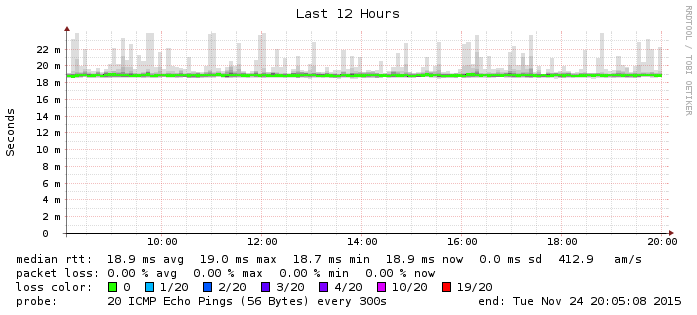 Last 12 Hours
RRDTOOL / TOBI OETIKER
Seconds
22 m
20 m
18 m
16 m
14 m
12 m
10 m
8 m
6 m
4 m
2 m
0
10:00 12:00 14:00 16:00 18:00 20:00
median rtt: 18.9 ms avg 19.0 ms max 18.7 ms min 18.9 ms now 0.0 ms sd 412.9 am/s
packet loss: 0.00 % avg 0.00 % max 0.00 % min 0.00 % now
loss color: 0 1/20 2/20 3/20 4/20 10/20 19/20
probe: 20 ICMP Echo Pings (56 Bytes) every 300s end: Tue Nov 24 20:05:08 2015